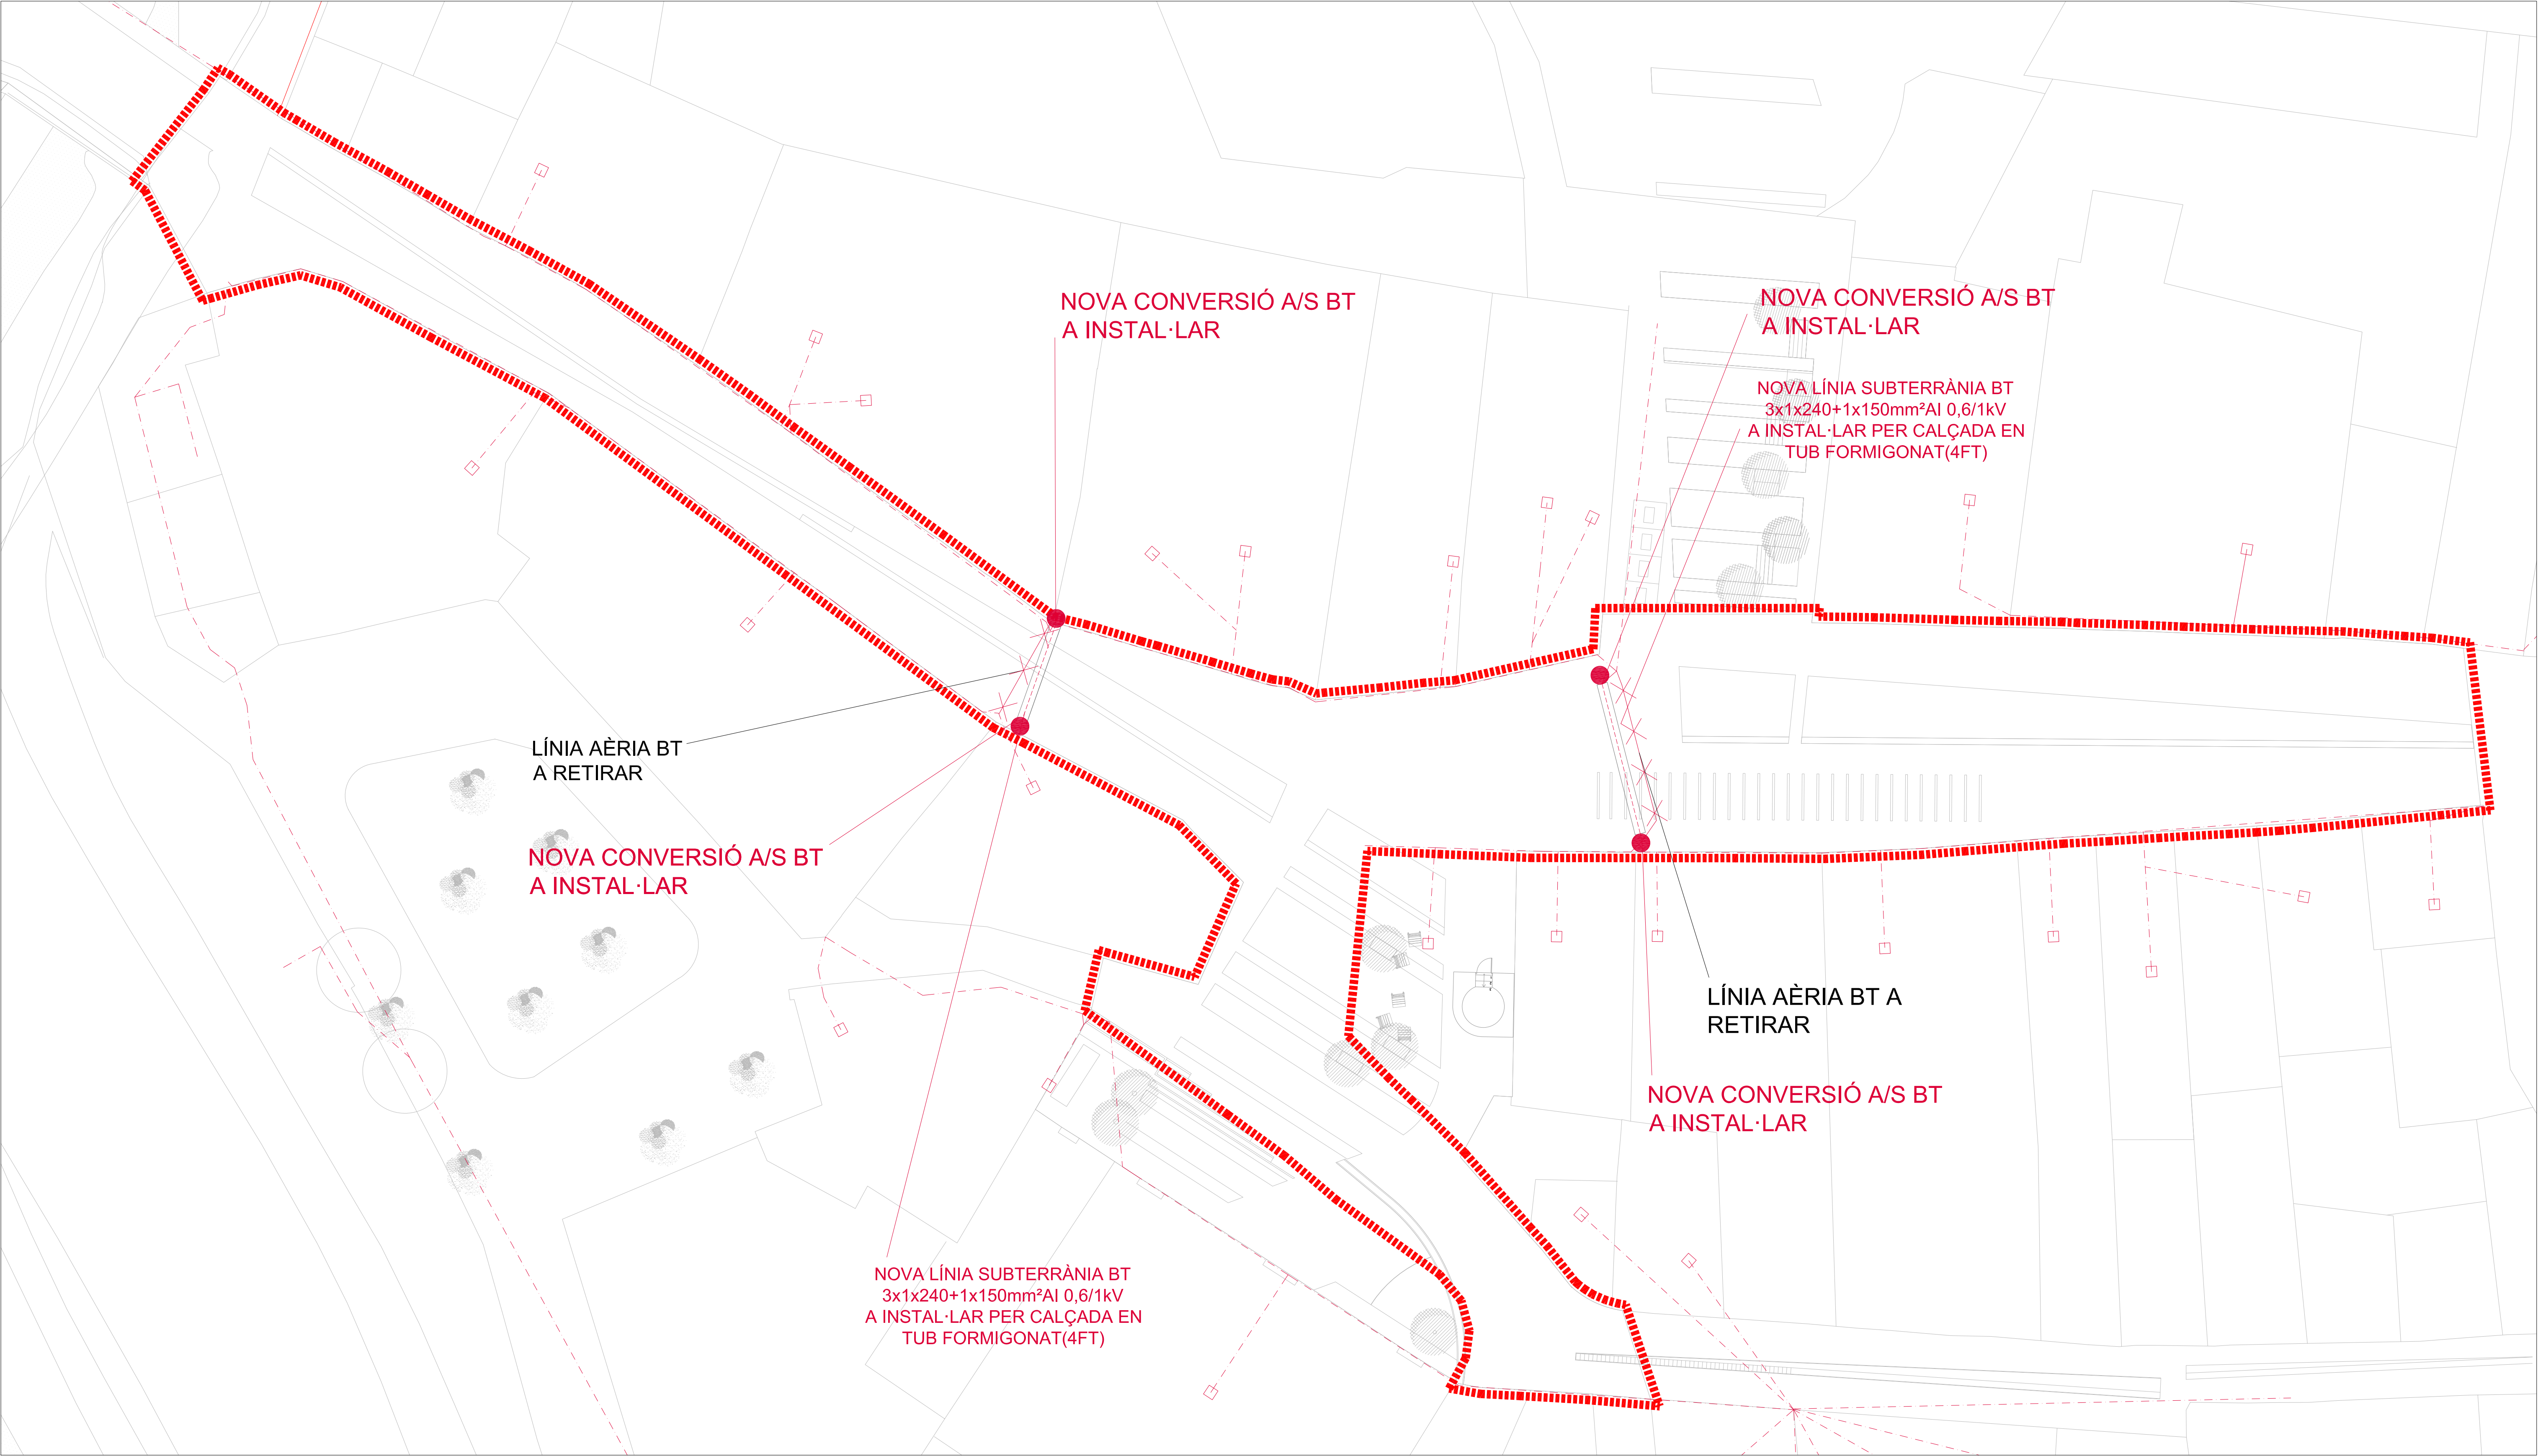 NOVA CONVERSIÓ A/S BT
A INSTAL·LAR
NOVA CONVERSIÓ A/S BT
A INSTAL·LAR
NOVA LÍNIA SUBTERRÀNIA BT
3x1x240+1x150mm²Al 0,6/1kV
A INSTAL·LAR PER CALÇADA EN
TUB FORMIGONAT(4FT)
LÍNIA AÈRIA BT
A RETIRAR
NOVA CONVERSIÓ A/S BT
A INSTAL·LAR
LÍNIA AÈRIA BT A
RETIRAR
NOVA CONVERSIÓ A/S BT
A INSTAL·LAR
NOVA LÍNIA SUBTERRÀNIA BT
3x1x240+1x150mm²Al 0,6/1kV
A INSTAL·LAR PER CALÇADA EN
TUB FORMIGONAT(4FT)